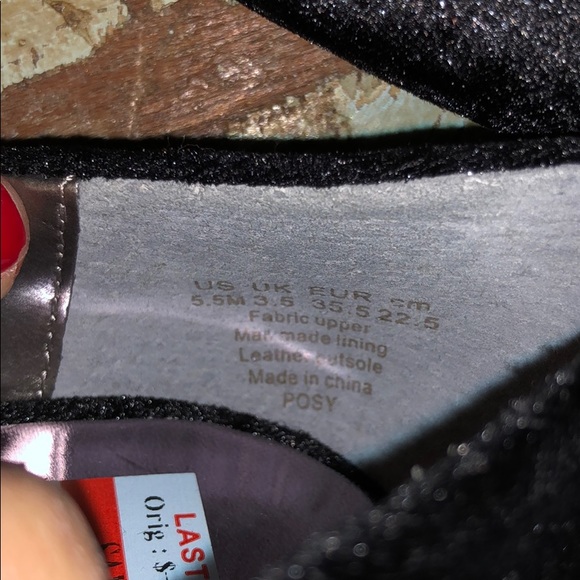 US UK EUR cm
5.5M 3.5 35.5 22.5
Fabric upper
Man made lining
Leather outsole
Made in china
POSY
LAST
Orig : $